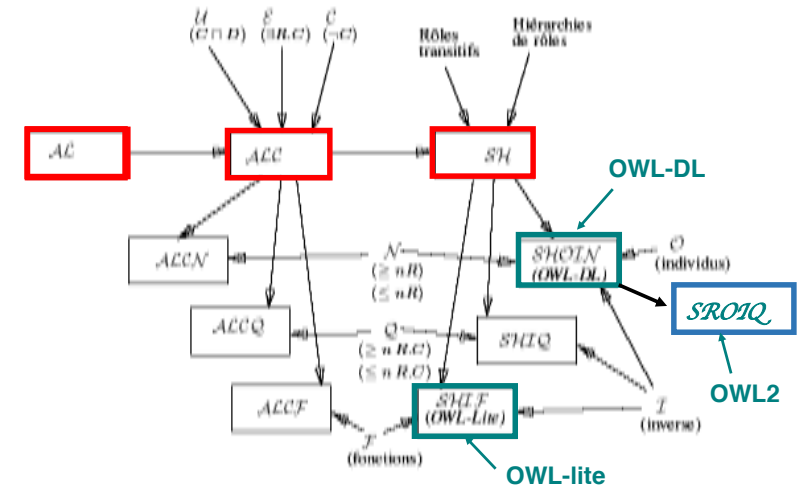 𝒰 ℰ 𝒞
(C⊓D) (∃R.C) (¬C)
Rôles
transitifs
Hiérarchies
de rôles
AL
ALC
SH
OWL-DL
ALCN
N
(≥ nR)
(≤ nR)
SHOIN
(OWL-DL)
O
(individus)
SROIQ
ALCQ
Q
(≥ n R.C)
(≤ n R.C)
SHIQ
OWL2
ALCF
SHIF
(OWL-Lite)
I
(inverse)
F
(fonctions)
OWL-lite